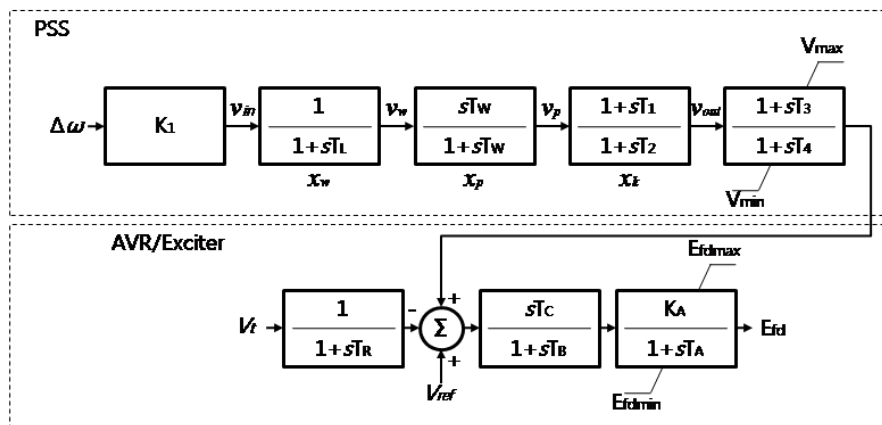 PSS
Vmax
Δω K1 vin 1 vw sTW vp 1+sT1 vout 1+sT3
1+sTL 1+sTW 1+sT2 1+sT4
xw xp xk Vmin
AVR/Exciter
Efdmax
Vt 1 - + Σ sTC KA Efd
1+sTR + 1+sTB 1+sTA
Vref Efdmin